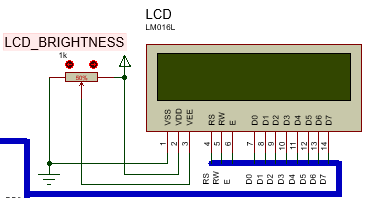 LCD
LM016L
LCD_BRIGHTNESS
1k
50%
VSS VDD VEE RS RW E D0 D1 D2 D3 D4 D5 D6 D7
1 2 3 4 5 6 7 8 9 10 11 12 13 14
RS RW E D0 D1 D2 D3 D4 D5 D6 D7